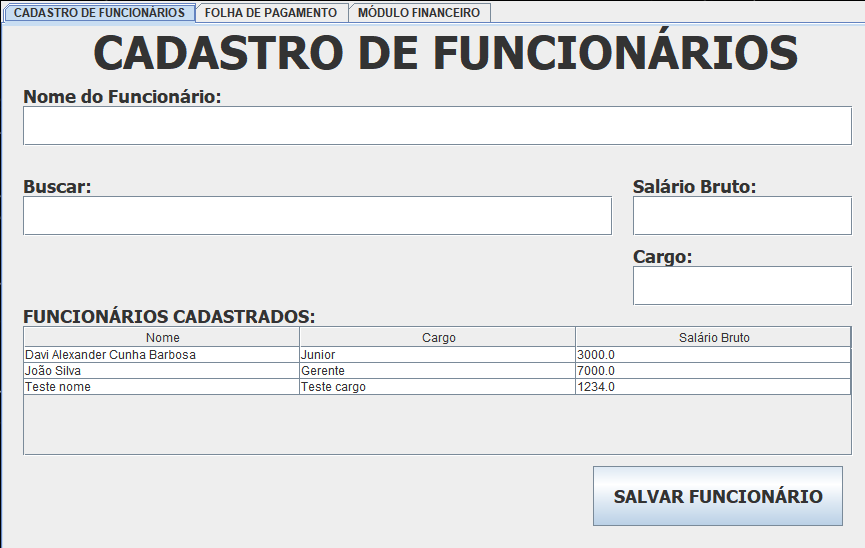 CADASTRO DE FUNCIONÁRIOS FOLHA DE PAGAMENTO MÓDULO FINANCEIRO
CADASTRO DE FUNCIONÁRIOS
Nome do Funcionário:
Buscar: Salário Bruto:
Cargo:
FUNCIONÁRIOS CADASTRADOS:
Nome Cargo Salário Bruto
Davi Alexander Cunha Barbosa Junior 3000.0
João Silva Gerente 7000.0
Teste nome Teste cargo 1234.0
SALVAR FUNCIONÁRIO